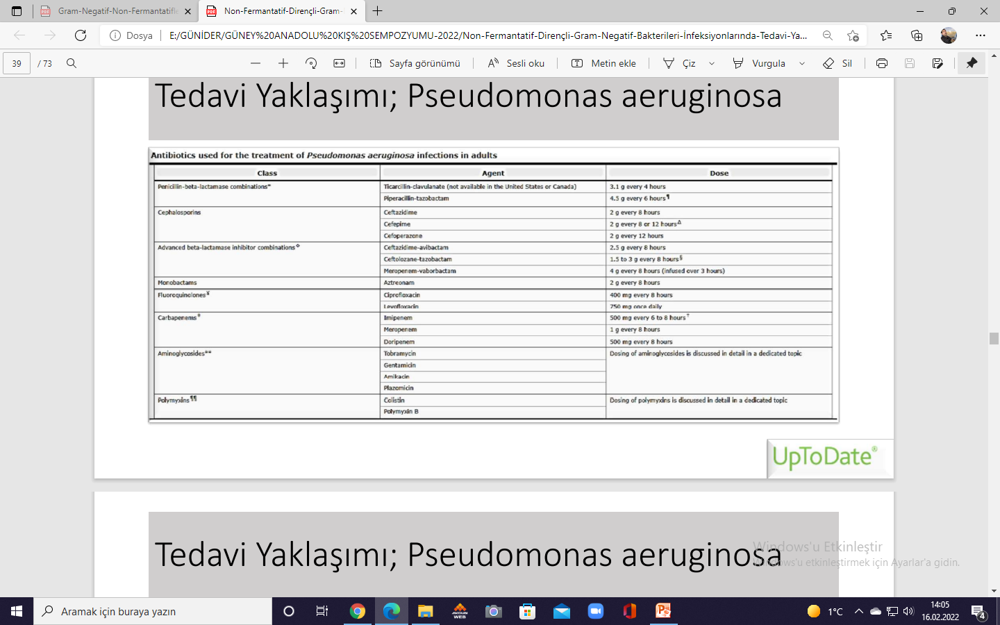 Gram-Negatif-Non-Fermantatifle
Non-Fermantatif-Dirençli-Gram-
Dosya
E:/GÜNİDER/GÜNEY%20ANADOLU%20KIŞ%20SEMPOZYUMU-2022/Non-Fermantatif-Dirençli-Gram-Negatif-Bakterileri-İnfeksiyonlarında-Tedavi-Ya...
39 / 73
Sayfa görünümü
Sesli oku
Metin ekle
Çiz
Vurgula
Sil
Tedavi Yaklaşımı; Pseudomonas aeruginosa
Antibiotics used for the treatment of Pseudomonas aeruginosa infections in adults
Class Agent Dose
Penicillin-beta-lactamase combinations* Ticarcillin-clavulanate (not available in the United States or Canada) 3.1 g every 4 hours
Piperacillin-tazobactam 4.5 g every 6 hours¶
Cephalosporins Ceftazidime 2 g every 8 hours
Cefepime 2 g every 8 or 12 hoursΔ
Cefoperazone 2 g every 12 hours
Advanced beta-lactamase inhibitor combinations◊ Ceftazidime-avibactam 2.5 g every 8 hours
Ceftolozane-tazobactam 1.5 to 3 g every 8 hours§
Meropenem-vaborbactam 4 g every 8 hours (infused over 3 hours)
Monobactams Aztreonam 2 g every 8 hours
Fluoroquinolones¥ Ciprofloxacin 400 mg every 8 hours
Levofloxacin 750 mg once daily
Carbapenems Imipenem 500 mg every 6 to 8 hours†
Meropenem 1 g every 8 hours
Doripenem 500 mg every 8 hours
Aminoglycosides** Tobramycin Dosing of aminoglycosides is discussed in detail in a dedicated topic
Gentamicin
Amikacin
Plazomicin
Polymyxins¶¶ Colistin Dosing of polymyxins is discussed in detail in a dedicated topic
Polymyxin B
UpToDate®
Tedavi Yaklaşımı; Pseudomonas aeruginosa
Windows'u Etkinleştir
Windows'u etkinleştirmek için Ayarlar'a gidin.
Aramak için buraya yazın
AKGUN
WEB
1°C
14:05
16.02.2022
4